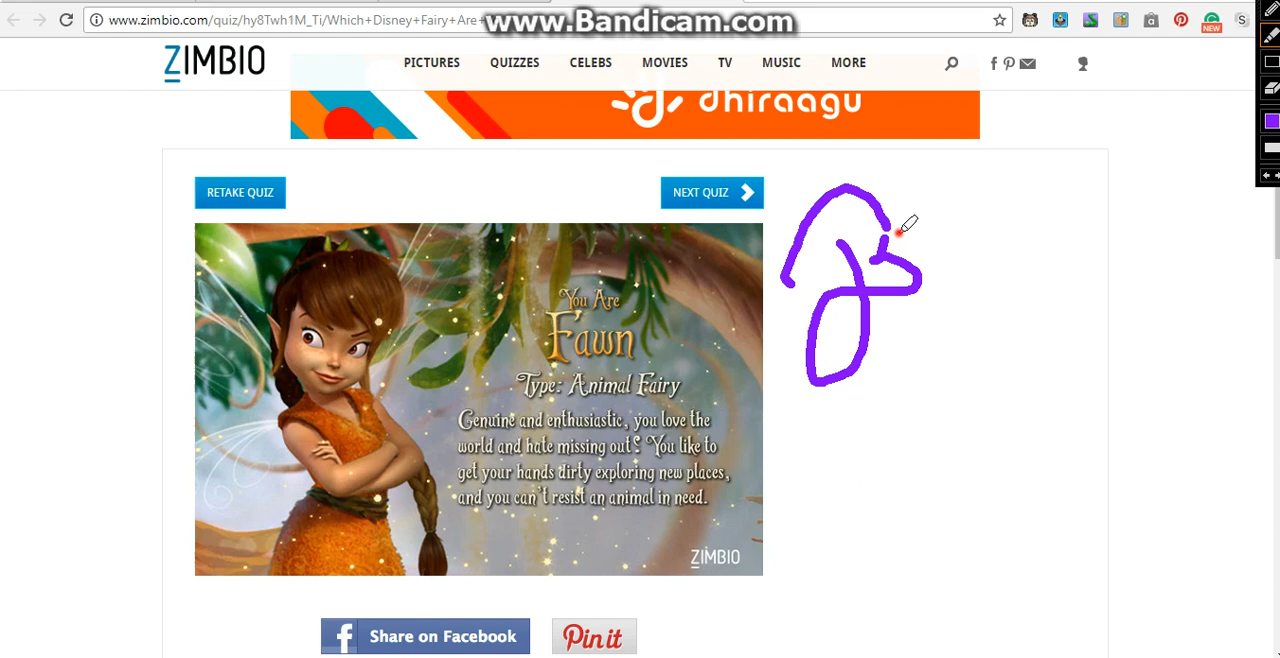 www.zimbio.com/quiz/hy8Twh1M_Ti/Which+Disney+Fairy+Are+
www.Bandicam.com
NEW
S
ZIMBIO
PICTURES QUIZZES CELEBS MOVIES TV MUSIC MORE
dhiraagu
RETAKE QUIZ
NEXT QUIZ
You Are
Fawn
Type: Animal Fairy
Genuine and enthusiastic, you love the
world and hate missing out! You like to
get your hands dirty exploring new places,
and you can't resist an animal in need.
ZIMBIO
f Share on Facebook
Pin it